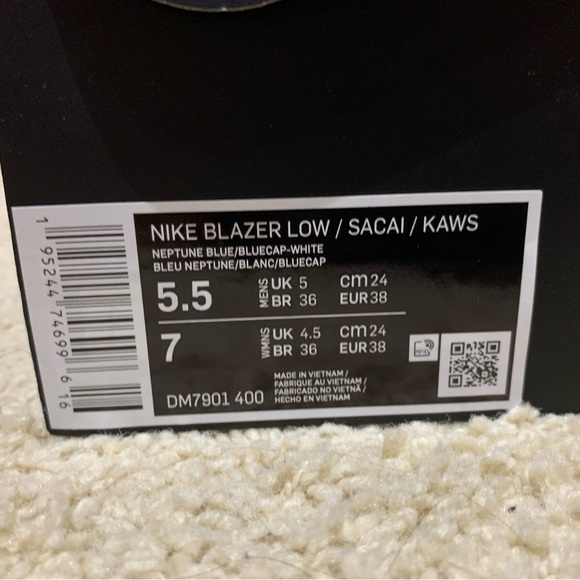 NIKE BLAZER LOW / SACAI / KAWS
NEPTUNE BLUE/BLUECAP-WHITE
BLEU NEPTUNE/BLANC/BLUECAP
5.5 MENS UK 5 cm 24
BR 36 EUR 38
7 WMNS UK 4.5 cm 24
BR 36 EUR 38
DM7901 400
MADE IN VIETNAM /
FABRIQUE AU VIETNAM /
FABRICADO NO VIETNÃ /
HECHO EN VIETNAM
1 95244 74699 6 16